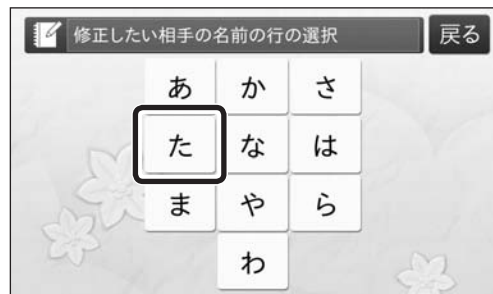 修正したい相手の名前の行の選択 戻る
あ か さ
た な は
ま や ら
わ